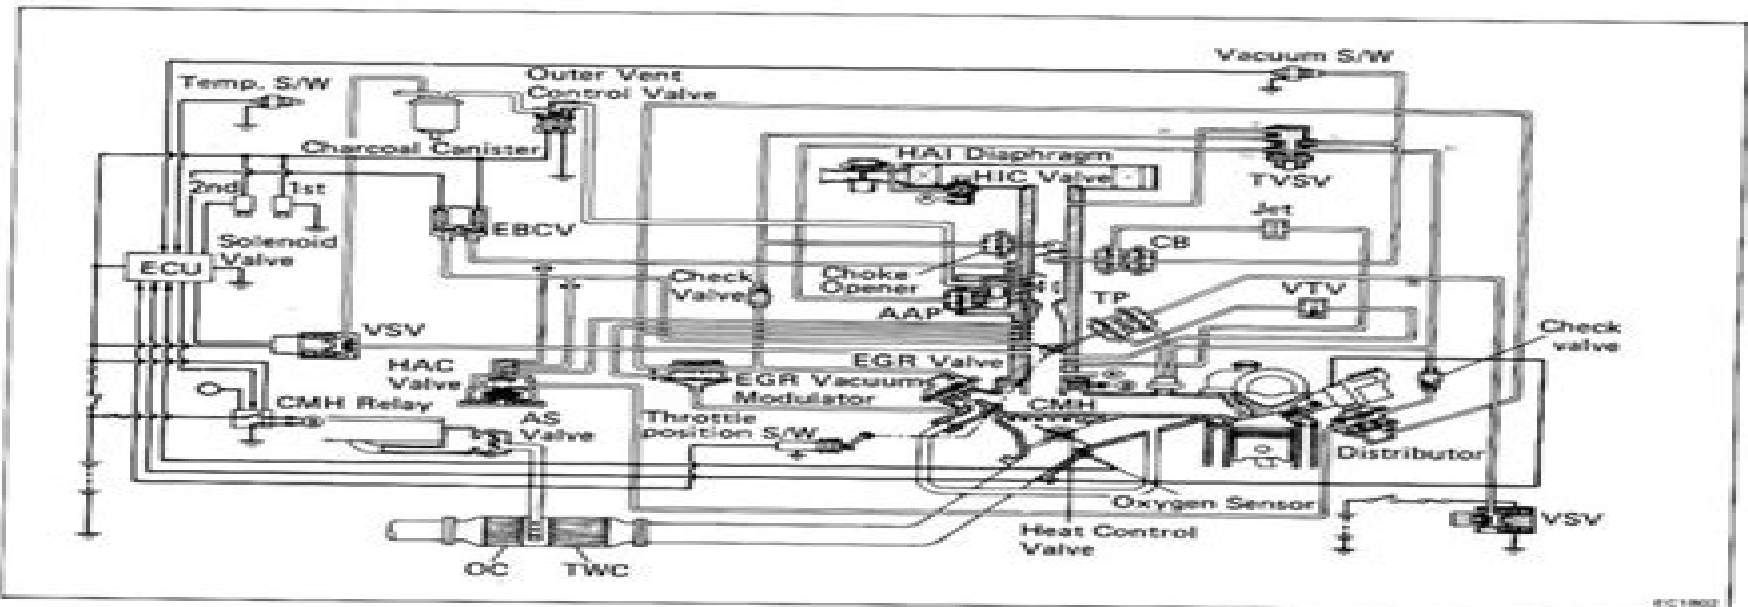 Vacuum S/W
Temp. S/W
Outer Vent
Control Valve
Charcoal Canister
HAI Diaphragm
HIC Valve
TVSV
2nd
1st
Jet
EBCV
Solenoid
Valve
CB
ECU
Check
Valve
Choke
Opener
TP
VTV
AAP
VSV
Check
valve
HAC
Valve
EGR Valve
EGR Vacuum
Modulator
CMH Relay
CMH
AS
Valve
Throttle
position S/W
Distributor
Oxygen Sensor
Heat Control
Valve
VSV
OC
TWC
EC1802